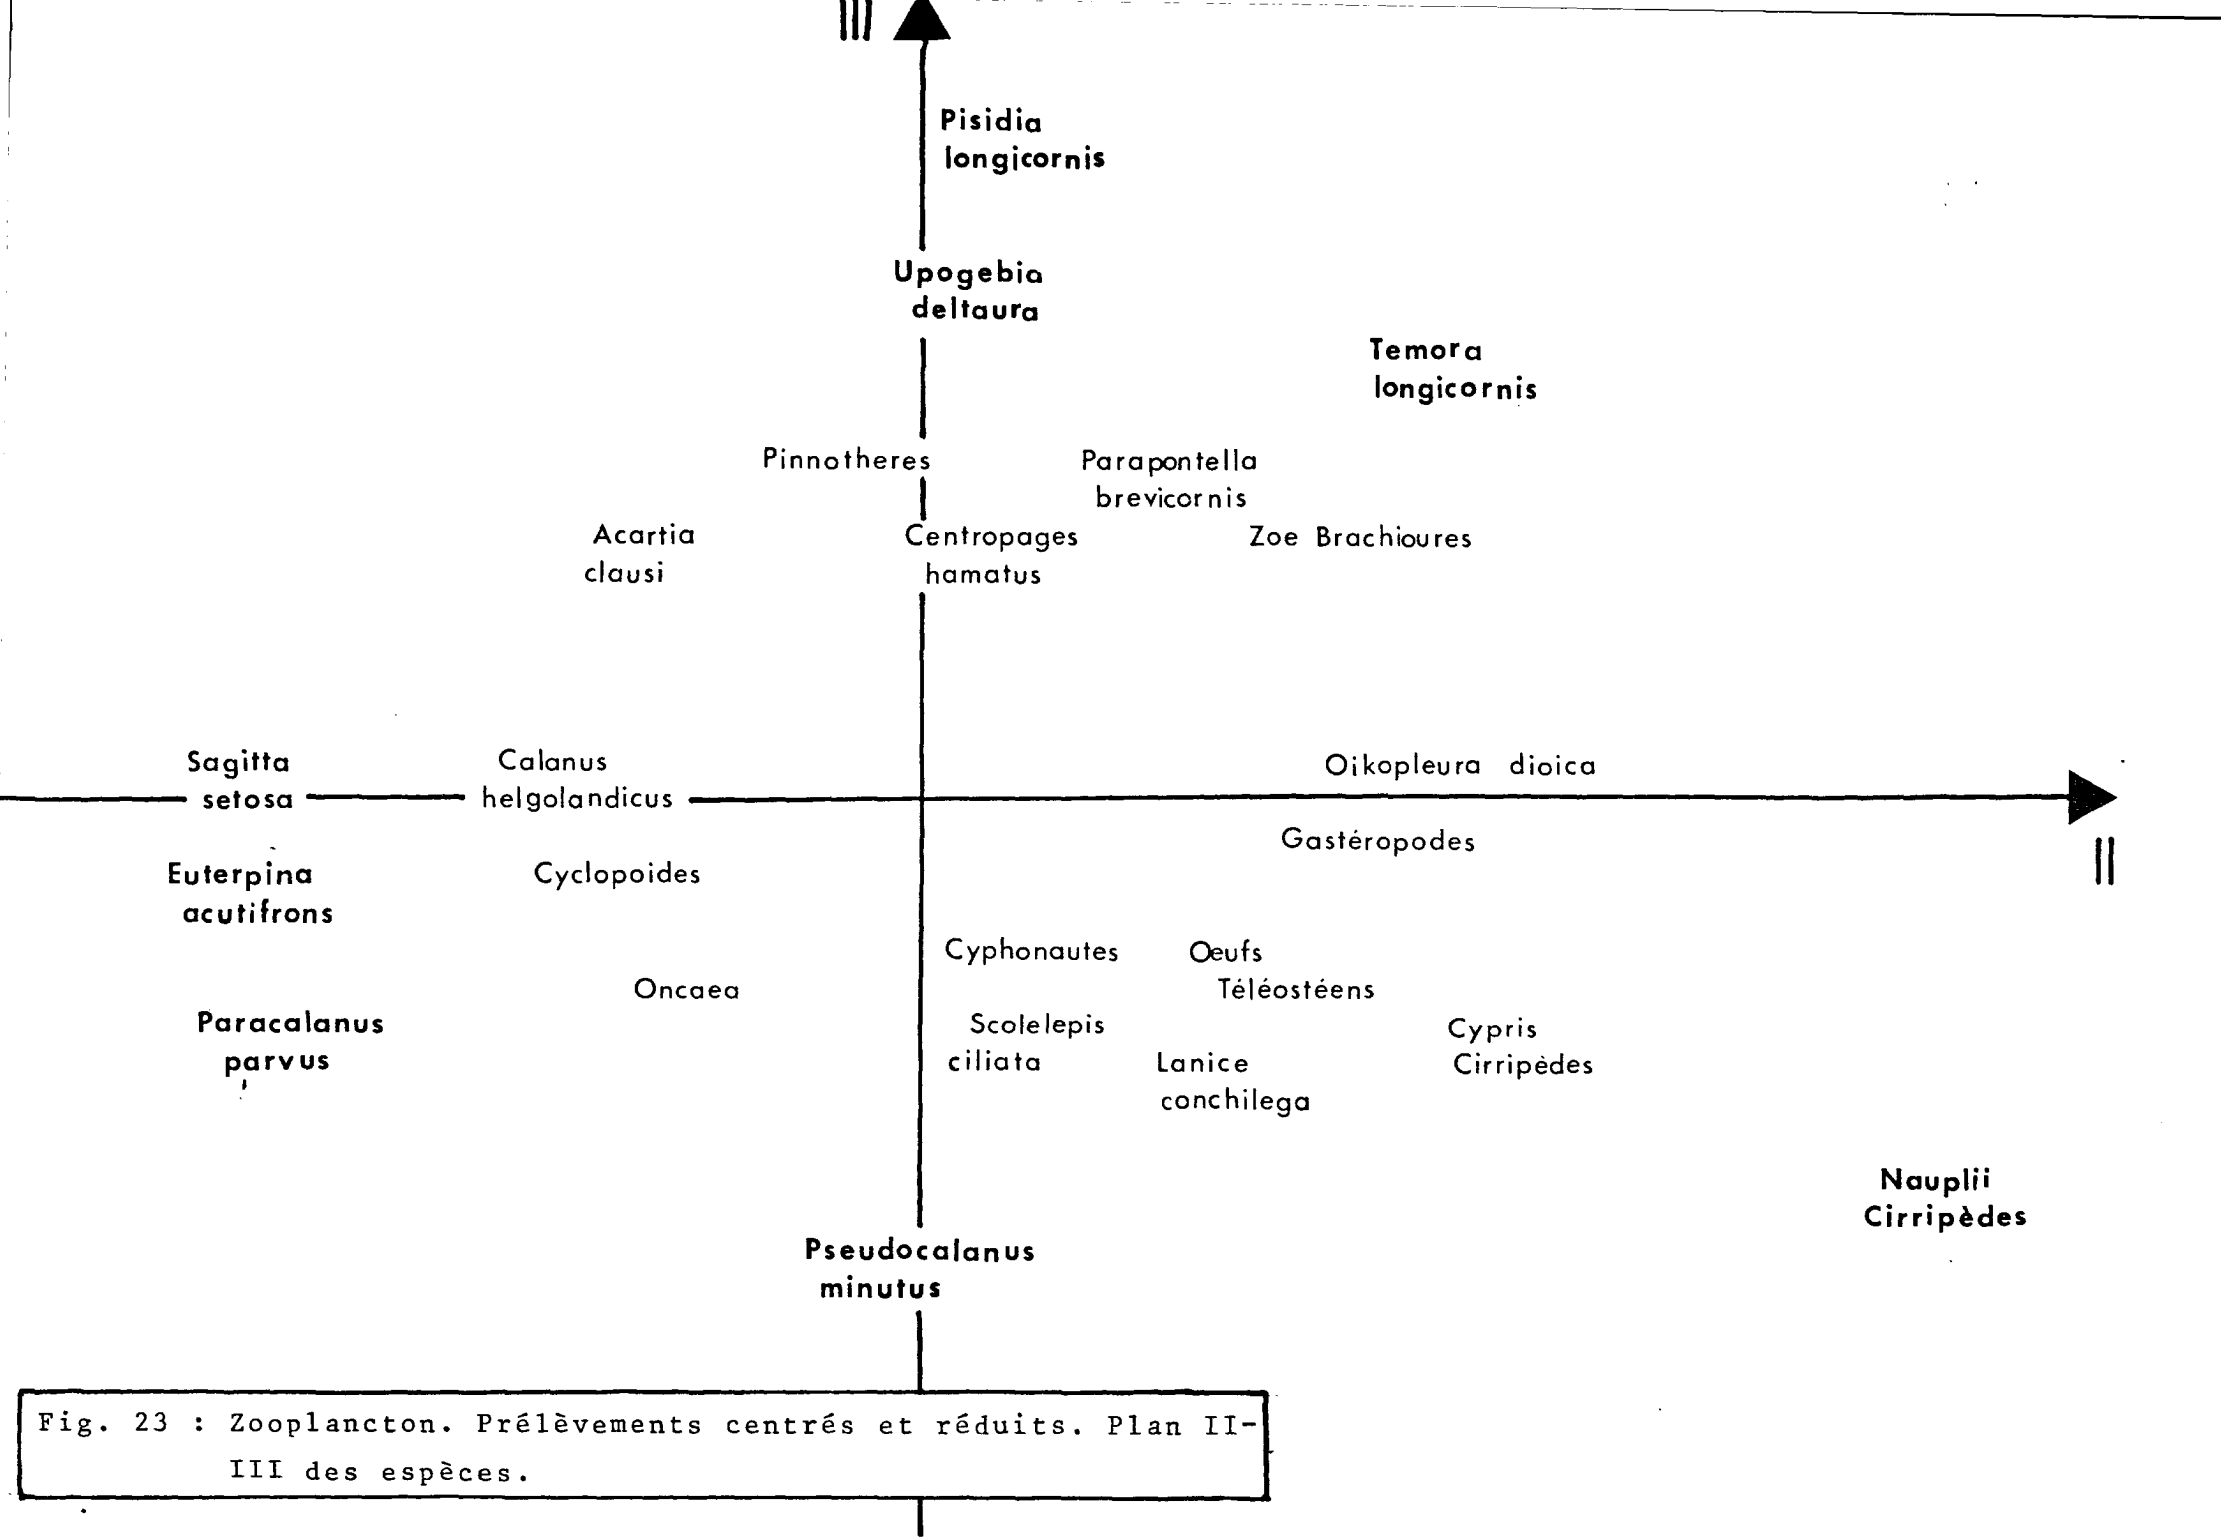 III
Pisidia
longicornis
Upogebia
deltaura
Temora
longicornis
Pinnotheres
Parapontella
brevicornis
Acartia
clausi
Centropages
hamatus
Zoe Brachioures
Sagitta
setosa
Calanus
helgolandicus
Oikopleura dioica
II
Gastéropodes
Euterpina
acutifrons
Cyclopoides
Cyphonautes
Oeufs
Téléostéens
Oncaea
Paracalanus
parvus
Scolelepis
ciliata
Lanice
conchilega
Cypris
Cirripèdes
Nauplii
Cirripèdes
Pseudocalanus
minutus
Fig. 23 : Zooplancton. Prélèvements centrés et réduits. Plan II-
III des espèces.